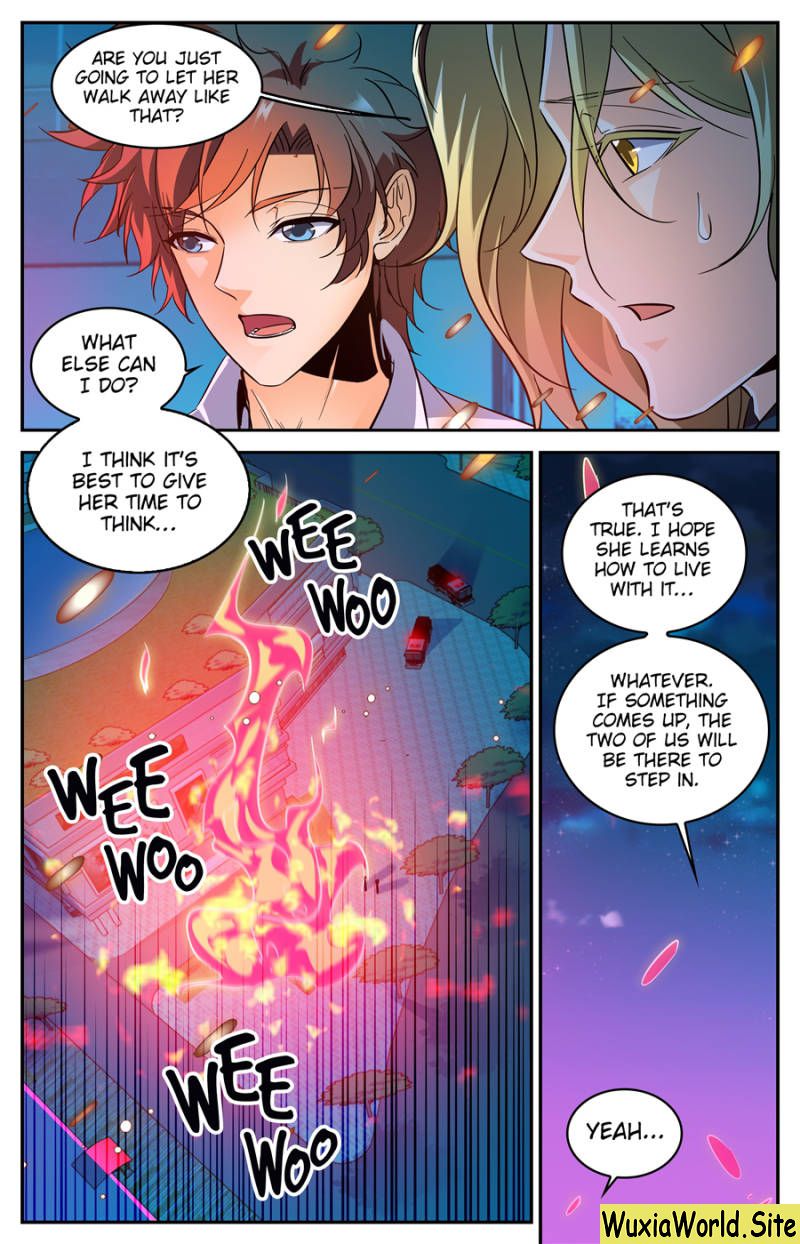 ARE YOU JUST
GOING TO LET HER
WALK AWAY LIKE
THAT?
WHAT
ELSE CAN
I DO?
I THINK IT'S
BEST TO GIVE
HER TIME TO
THINK...
WEE
WOO
WEE
WOO
WEE
WOO
THAT'S
TRUE. I HOPE
SHE LEARNS
HOW TO LIVE
WITH IT...
WHATEVER.
IF SOMETHING
COMES UP, THE
TWO OF US WILL
BE THERE TO
STEP IN.
YEAH...
WuxiaWorld.Site